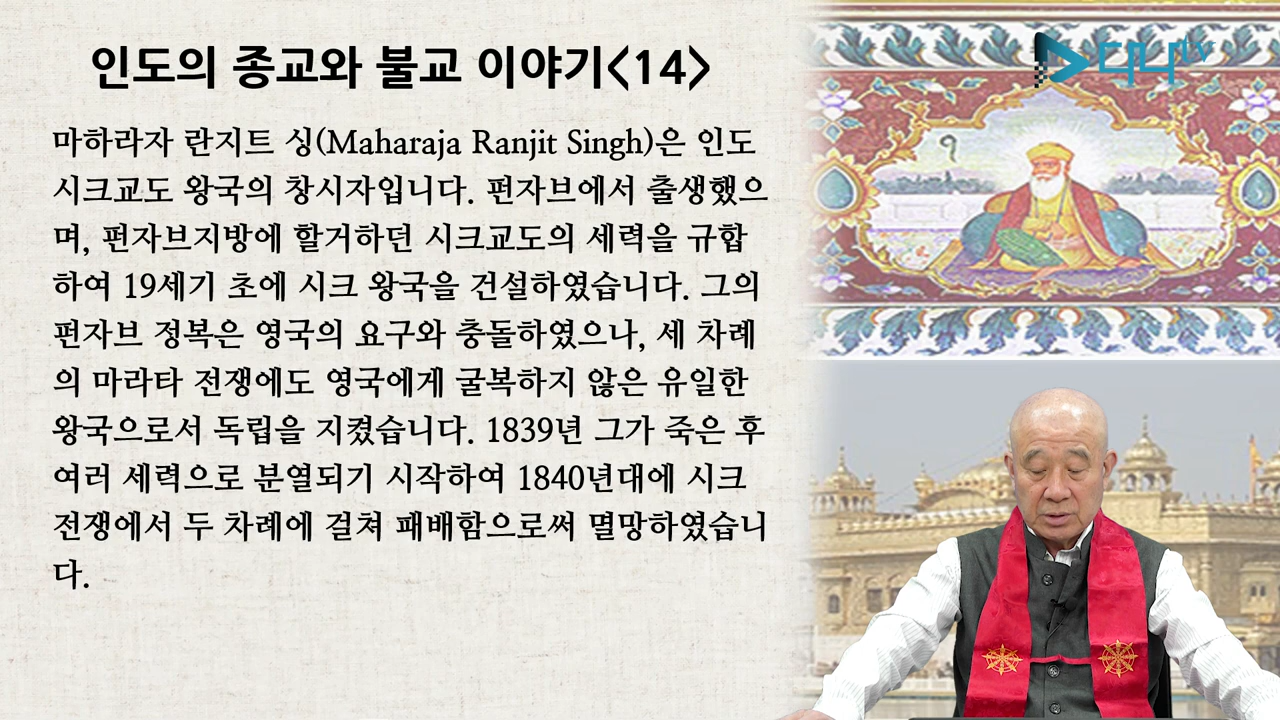 인도의 종교와 불교 이야기<14>
다나tv
마하라자 란지트 싱(Maharaja Ranjit Singh)은 인도
시크교도 왕국의 창시자입니다. 펀자브에서 출생했으
며, 펀자브지방에 할거하던 시크교도의 세력을 규합
하여 19세기 초에 시크 왕국을 건설하였습니다. 그의
펀자브 정복은 영국의 요구와 충돌하였으나, 세 차례
의 마라타 전쟁에도 영국에게 굴복하지 않은 유일한
왕국으로서 독립을 지켰습니다. 1839년 그가 죽은 후
여러 세력으로 분열되기 시작하여 1840년대에 시크
전쟁에서 두 차례에 걸쳐 패배함으로써 멸망하였습니
다.